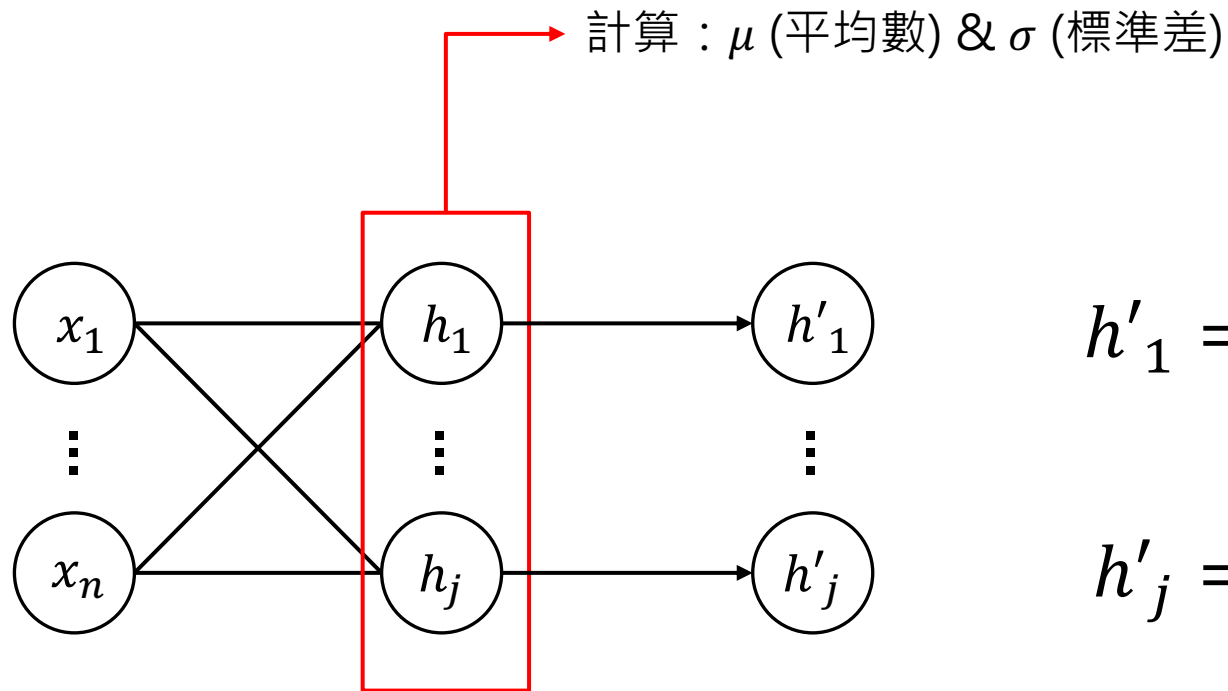 計算：μ (平均數) & σ (標準差)
x₁ h₁ h'₁ h'₁ =
⋮ ⋮ ⋮
xₙ hⱼ h'ⱼ h'ⱼ =